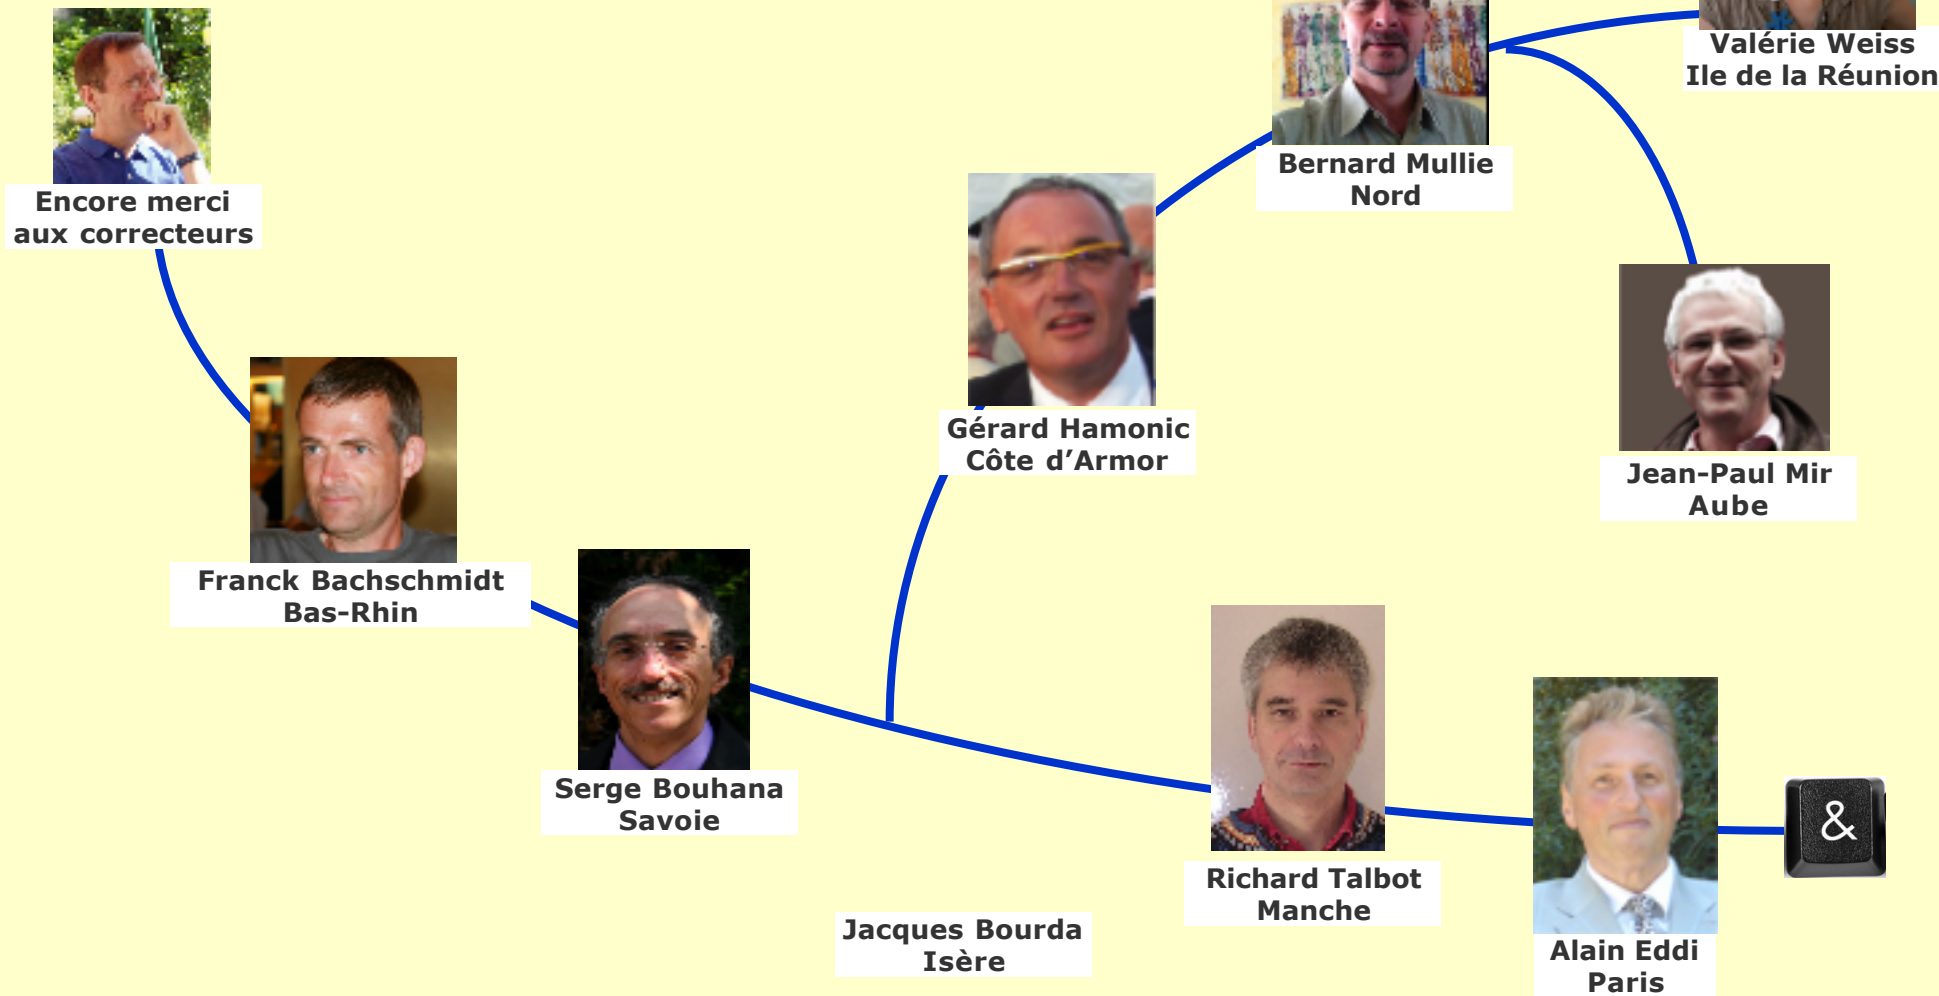 Valérie Weiss
Ile de la Réunion
Bernard Mullie
Nord
Encore merci
aux correcteurs
Gérard Hamonic
Côte d’Armor
Jean-Paul Mir
Aube
Franck Bachschmidt
Bas-Rhin
Serge Bouhana
Savoie
&
Richard Talbot
Manche
Jacques Bourda
Isère
Alain Eddi
Paris